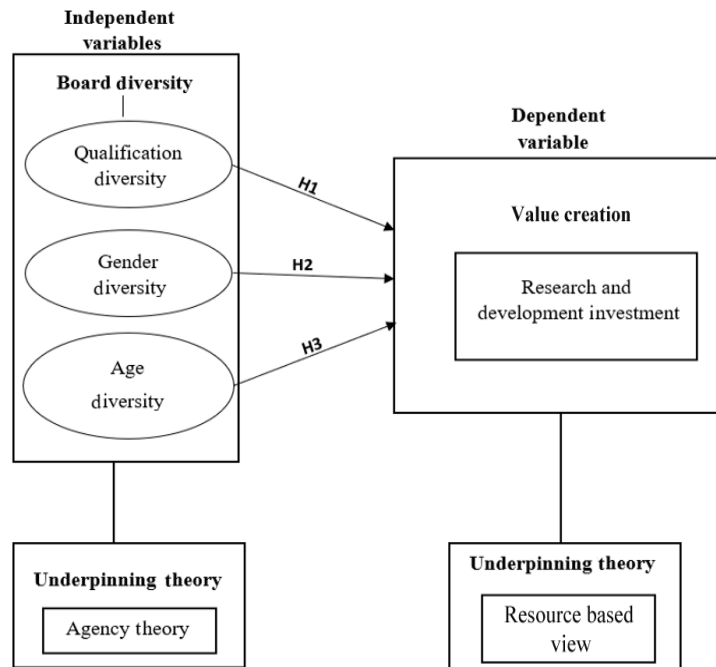 Independent
variables
Board diversity
Qualification
diversity
Gender
diversity
Age
diversity
H1
H2
H3
Dependent
variable
Value creation
Research and
development investment
Underpinning theory
Agency theory
Underpinning theory
Resource based
view